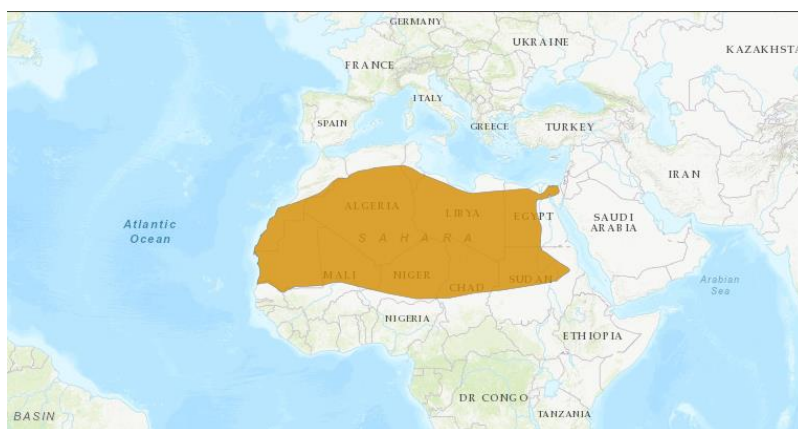 GERMANY
UKRAINE
KAZAKHSTA
FRANCE
ITALY
SPAIN
GREECE
TURKEY
IRAN
ALGERIA
LIBYA
EGYPT
SAUDI
ARABIA
Atlantic
Ocean
SAHARA
MALI
NIGER
CHAD
SUDAN
Arabian
Sea
NIGERIA
ETHIOPIA
DR CONGO
BASIN
TANZANIA